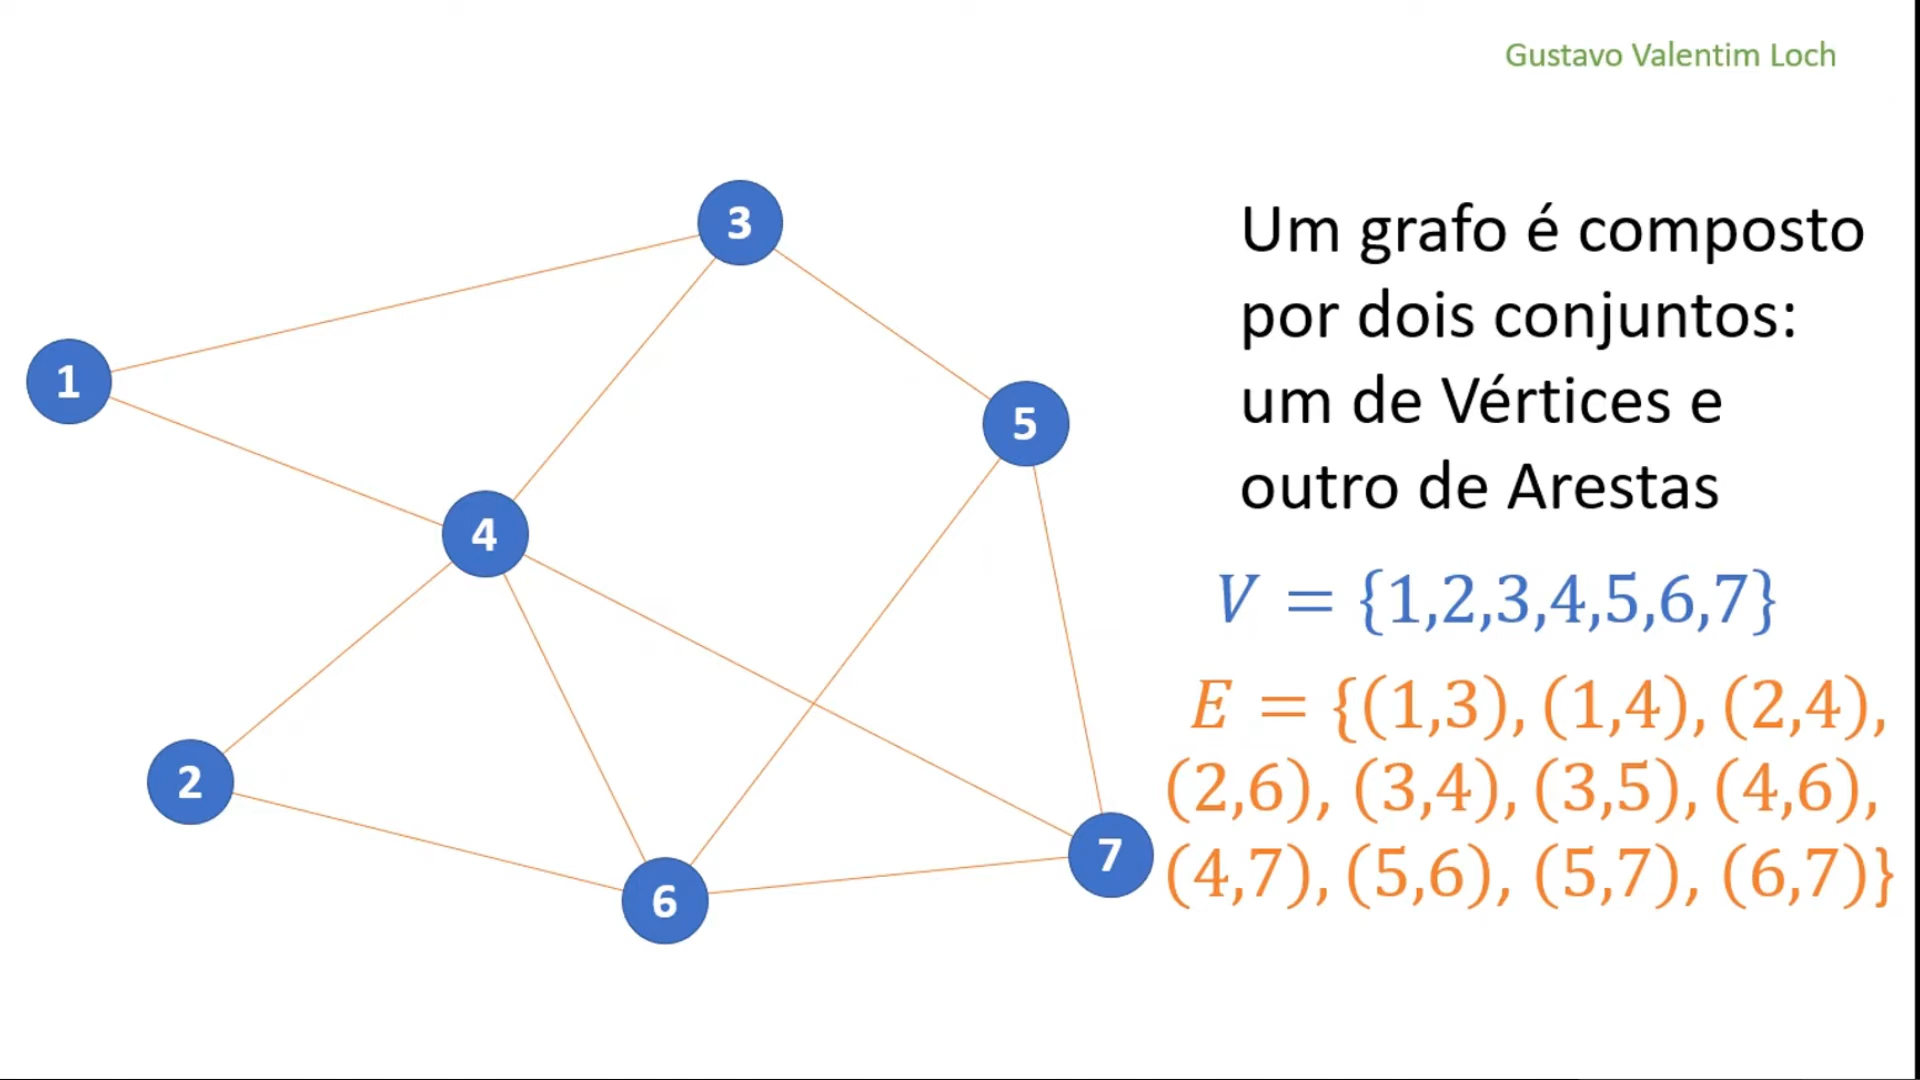 Gustavo Valentim Loch
3
1
5
4
2
7
6
Um grafo é composto
por dois conjuntos:
um de Vértices e
outro de Arestas
V = {1,2,3,4,5,6,7}
E = {(1,3), (1,4), (2,4),
(2,6), (3,4), (3,5), (4,6),
(4,7), (5,6), (5,7), (6,7)}